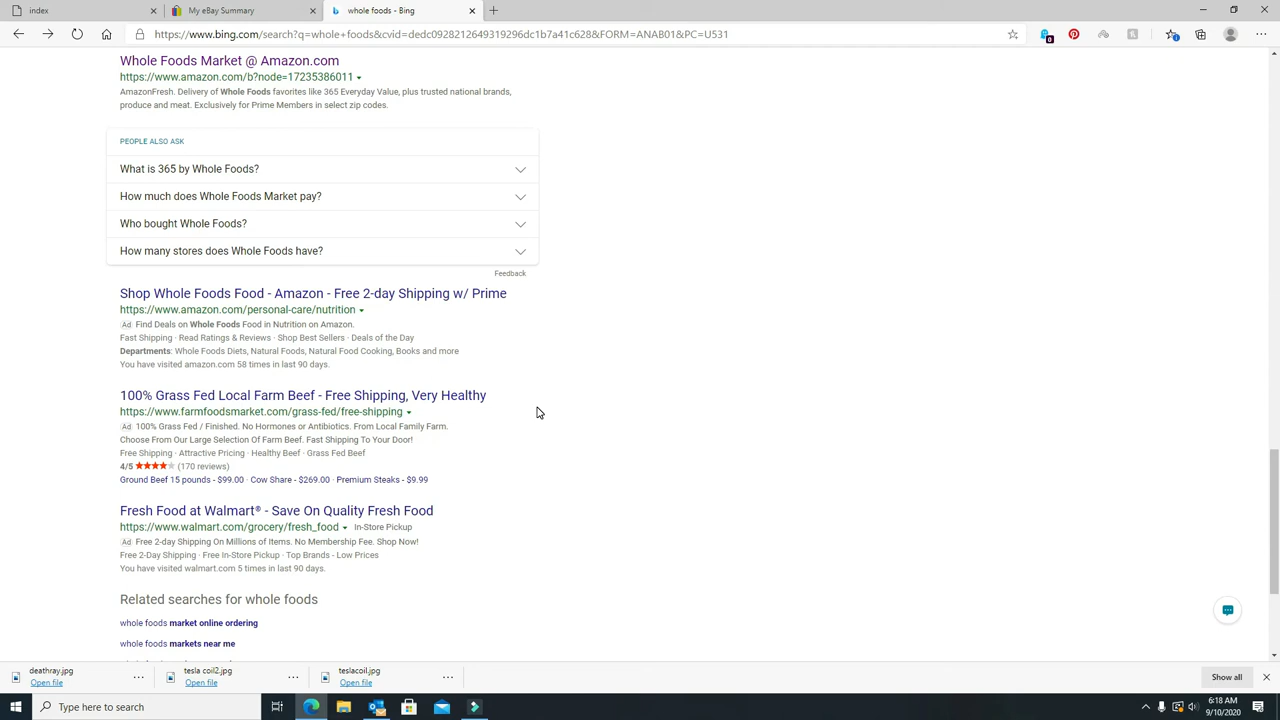 index
My eBay Summary
whole foods - Bing
https://www.bing.com/search?q=whole+foods&cvid=dedc0928212649319296dc1b7a41c628&FORM=ANAB01&PC=U531
Whole Foods Market @ Amazon.com
https://www.amazon.com/b?node=17235386011
AmazonFresh. Delivery of Whole Foods favorites like 365 Everyday Value, plus trusted national brands,
produce and meat. Exclusively for Prime Members in select zip codes.
PEOPLE ALSO ASK
What is 365 by Whole Foods?
How much does Whole Foods Market pay?
Who bought Whole Foods?
How many stores does Whole Foods have?
Feedback
Shop Whole Foods Food - Amazon - Free 2-day Shipping w/ Prime
https://www.amazon.com/personal-care/nutrition
Ad Find Deals on Whole Foods Food in Nutrition on Amazon.
Fast Shipping · Read Ratings & Reviews · Shop Best Sellers · Deals of the Day
Departments: Whole Foods Diets, Natural Foods, Natural Food Cooking, Books and more
You have visited amazon.com 58 times in last 90 days.
100% Grass Fed Local Farm Beef - Free Shipping, Very Healthy
https://www.farmfoodsmarket.com/grass-fed/free-shipping
Ad 100% Grass Fed / Finished. No Hormones or Antibiotics. From Local Family Farm.
Choose From Our Large Selection Of Farm Beef. Fast Shipping To Your Door!
Free Shipping · Attractive Pricing · Healthy Beef · Grass Fed Beef
4/5 ★★★★★ (170 reviews)
Ground Beef 15 pounds - $99.00 · Cow Share - $269.00 · Premium Steaks - $9.99
Fresh Food at Walmart® - Save On Quality Fresh Food
https://www.walmart.com/grocery/fresh_food In-Store Pickup
Ad Free 2-day Shipping On Millions of Items. No Membership Fee. Shop Now!
Free 2-Day Shipping · Free In-Store Pickup · Top Brands - Low Prices
You have visited walmart.com 5 times in last 90 days.
Related searches for whole foods
whole foods market online ordering
whole foods markets near me
deathray.jpg
Open file
tesla coil2.jpg
Open file
teslacoil.jpg
Open file
Show all
Type here to search
6:18 AM
9/10/2020